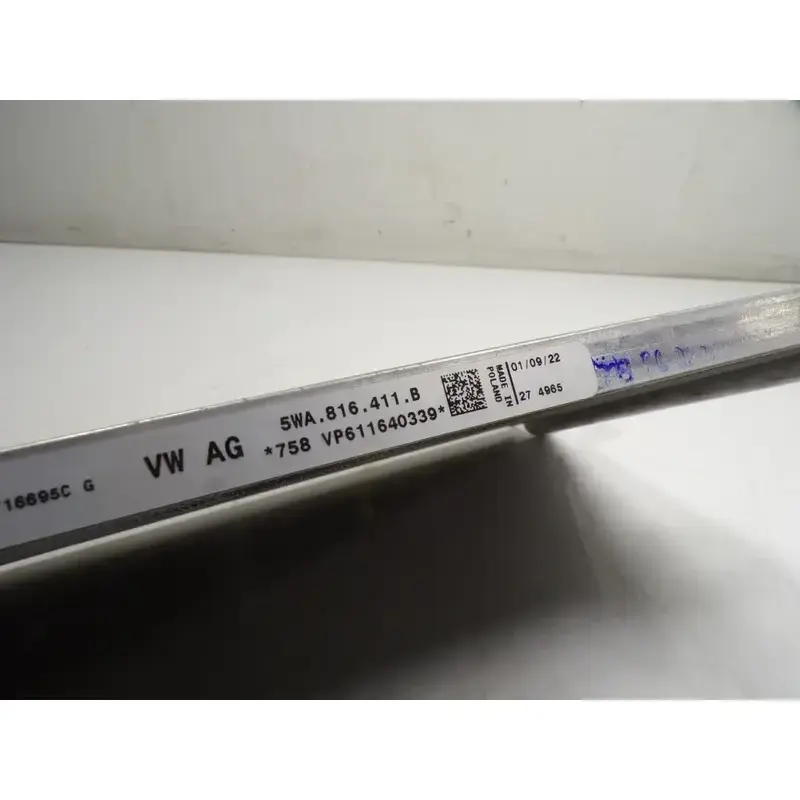 16695C G
VW AG
5WA.816.411.B
*758 VP611640339*
MADE IN
POLAND
01/09/22
27 4965